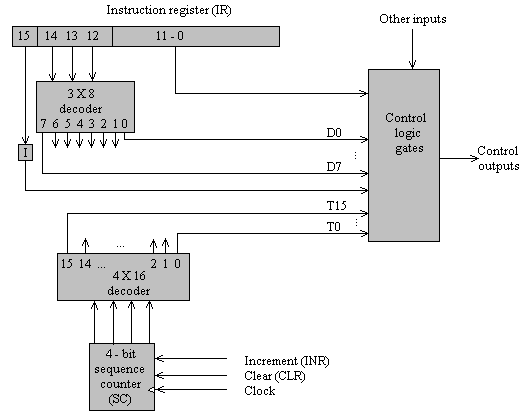 Instruction register (IR)
Other inputs
15 14 13 12 11 - 0
3 X 8
decoder
7 6 5 4 3 2 1 0
Control
logic
gates
D0
...
D7
I
Control
outputs
T15
...
T0
...
15 14 ... 2 1 0
4 X 16
decoder
4 - bit
sequence
counter
(SC)
Increment (INR)
Clear (CLR)
Clock